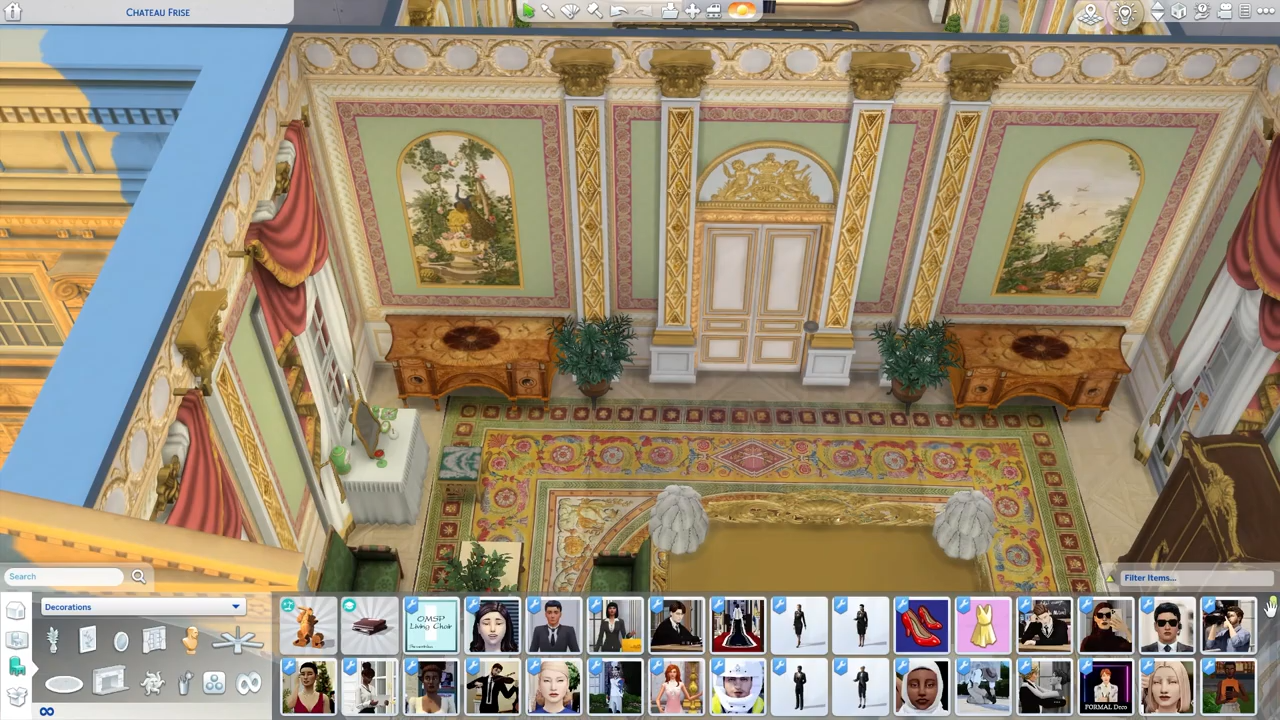 CHATEAU FRISE
Search
Filter Items...
Decorations
OMSP
Living Chair
FORMAL Deco